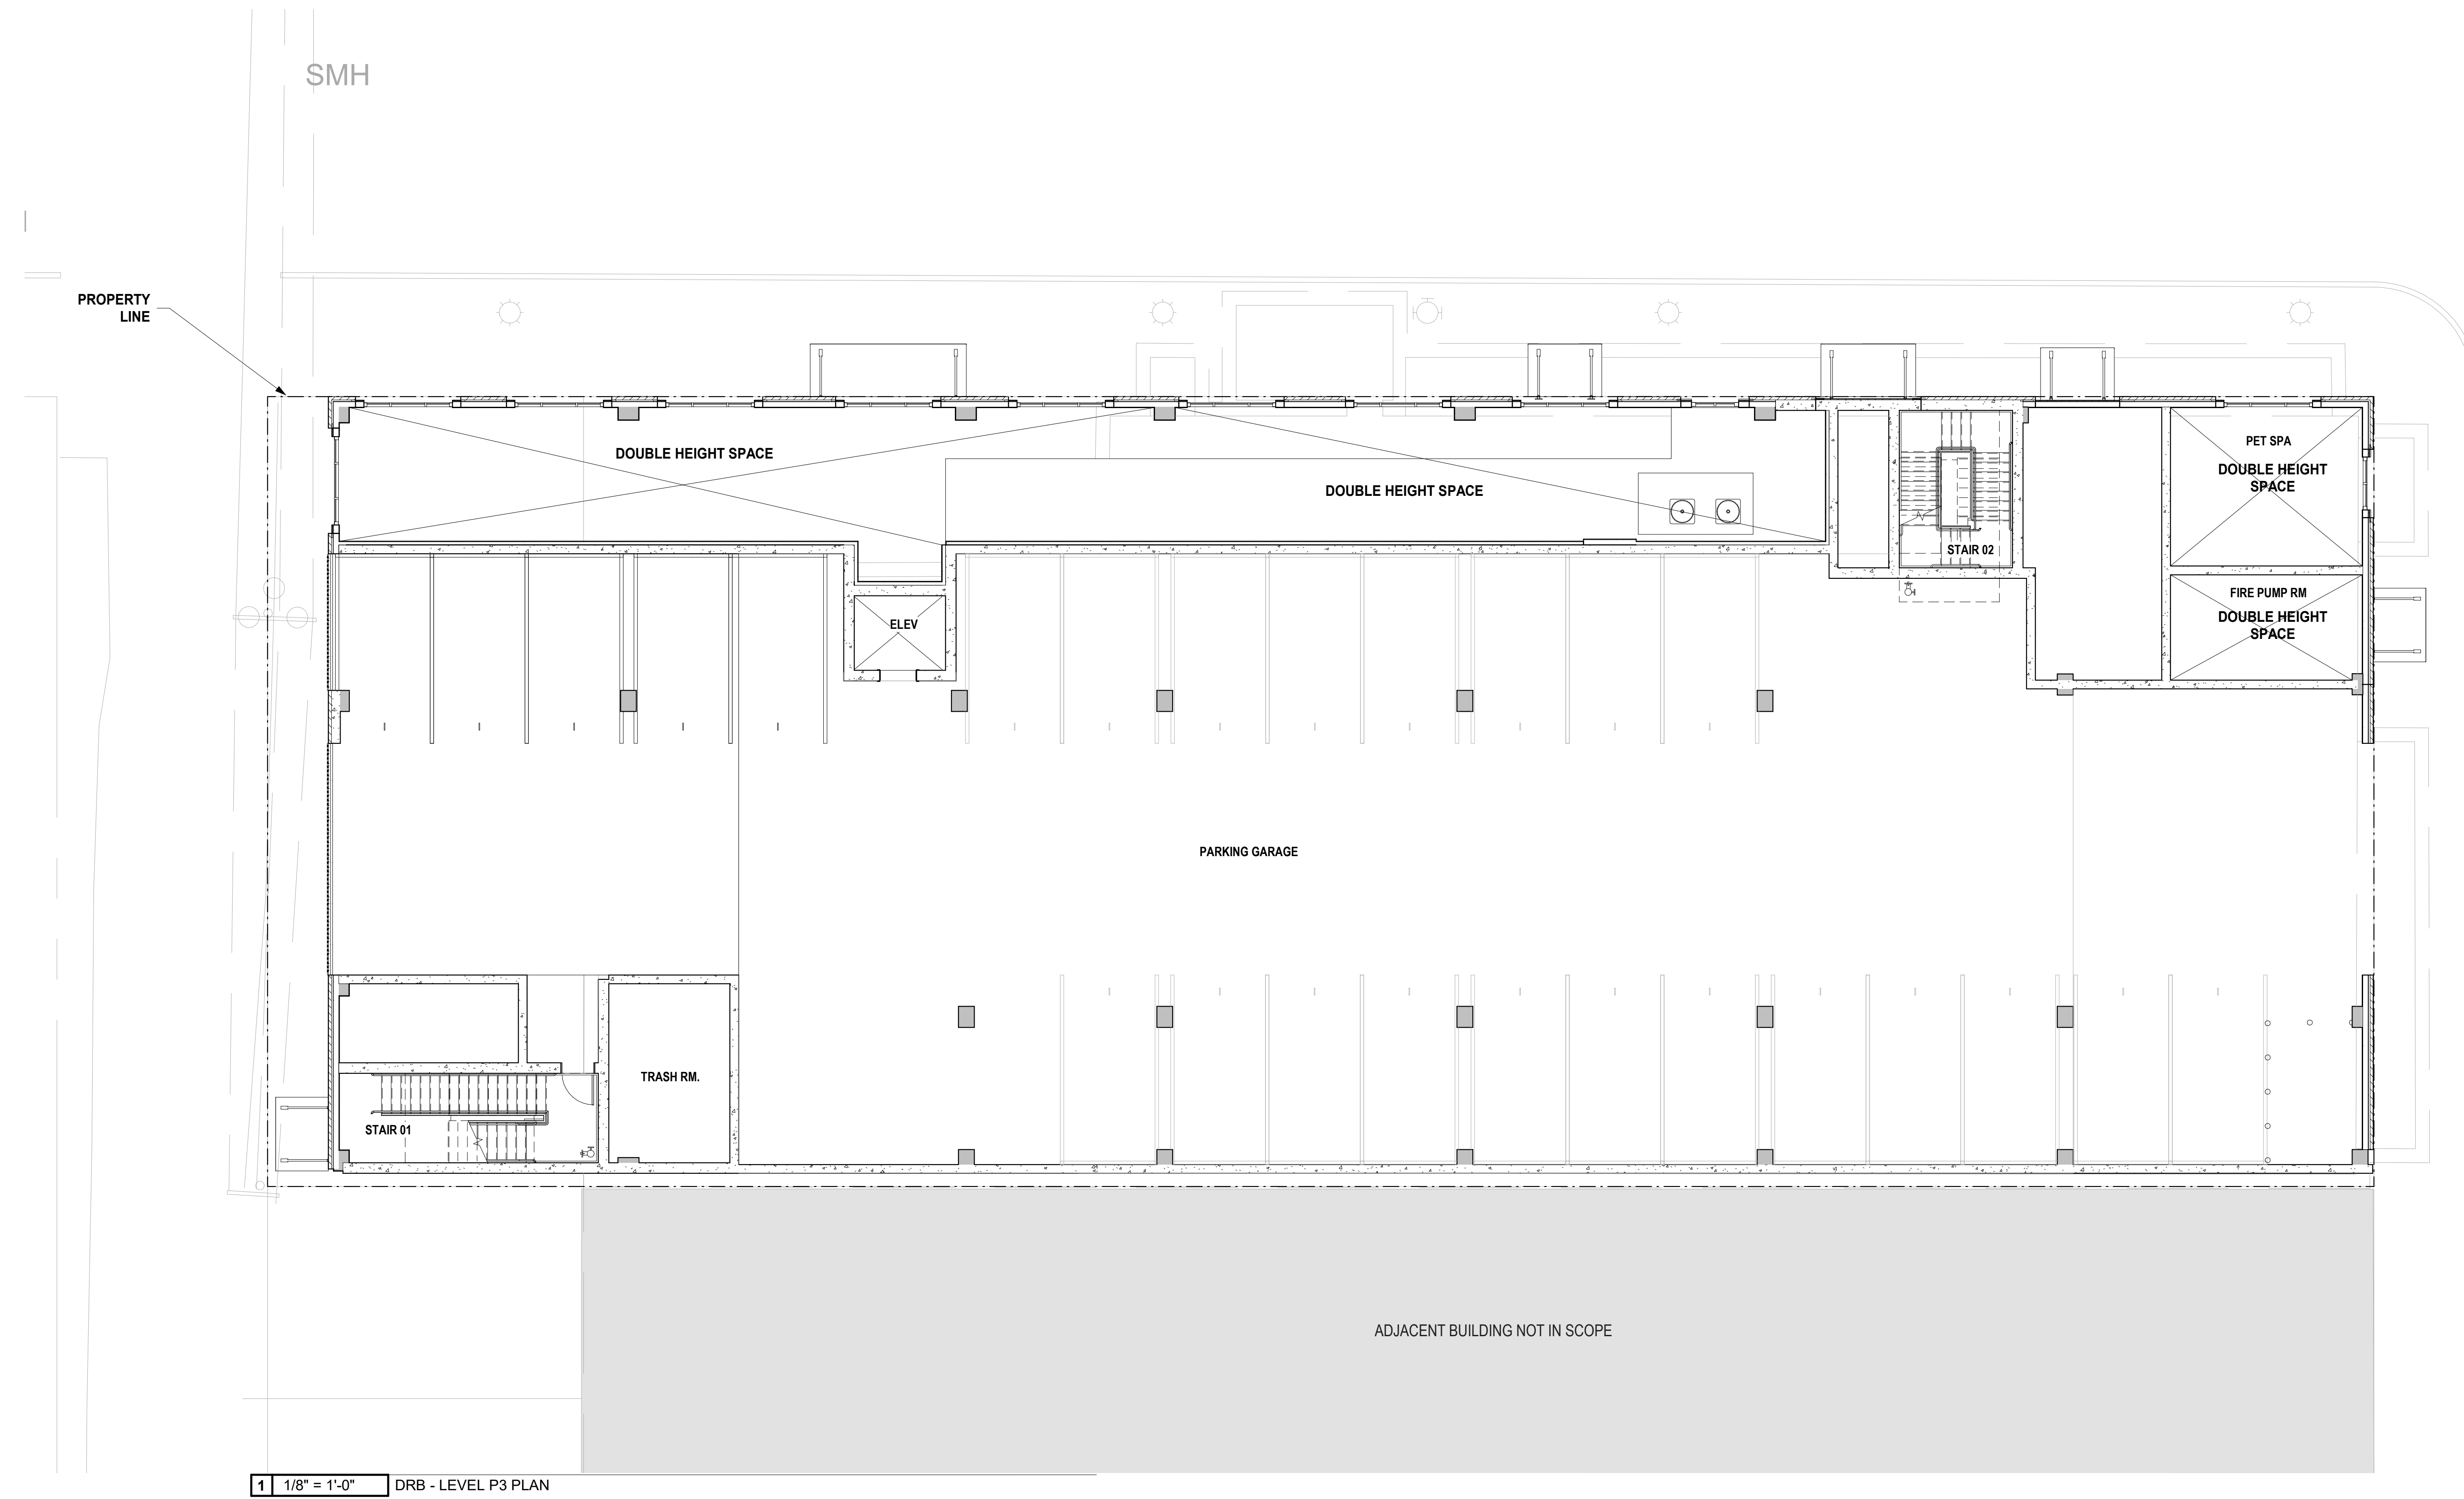 SMH
PROPERTY
LINE
DOUBLE HEIGHT SPACE
DOUBLE HEIGHT SPACE
PET SPA
DOUBLE HEIGHT
SPACE
STAIR 02
FIRE PUMP RM
DOUBLE HEIGHT
SPACE
ELEV
PARKING GARAGE
TRASH RM.
STAIR 01
ADJACENT BUILDING NOT IN SCOPE
1 1/8" = 1'-0" DRB - LEVEL P3 PLAN